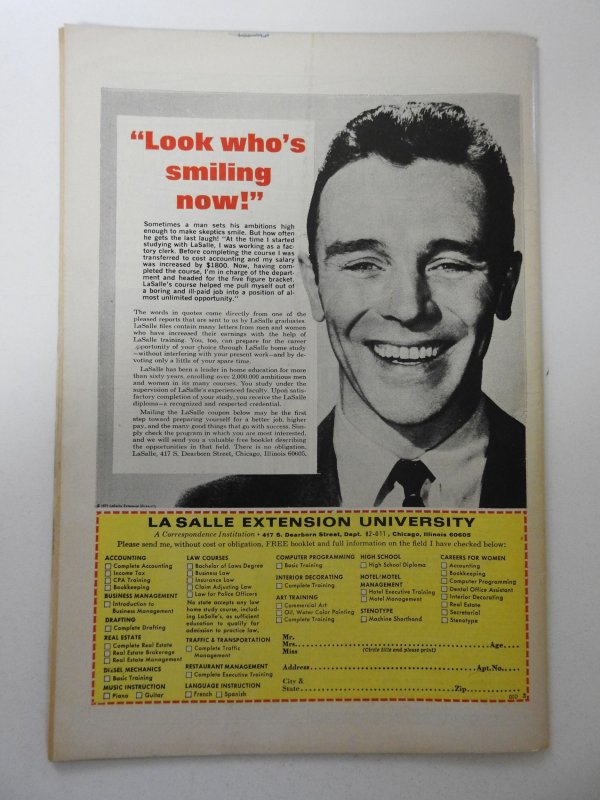 "Look who's
smiling
now!"
Sometimes a man sets his ambitions high
enough to make skeptics smile. But how often
he gets the last laugh! "At the time I started
studying with LaSalle, I was working as a fac-
tory clerk. Before completing the course I was
transferred to cost accounting and my salary
was increased by $1800. Now, having com-
pleted the course, I'm in charge of the depart-
ment and headed for the five figure bracket.
LaSalle's course helped me pull myself out of
a boring and ill-paid job into a position of al-
most unlimited opportunity."
The words in quotes come directly from one of the
pleased reports that are sent to us by LaSalle graduates.
LaSalle files contain many letters from men and women
who have increased their earnings with the help of
LaSalle training. You, too, can prepare for the career
opportunity of your choice through LaSalle home study
—without interfering with your present work—and by de-
voting only a little of your spare time.
LaSalle has been a leader in home education for more
than sixty years, enrolling over 2,000,000 ambitious men
and women in its many courses. You study under the
supervision of LaSalle's experienced faculty. Upon satis-
factory completion of your study, you receive the LaSalle
diploma—a recognized and respected credential.
Mailing the LaSalle coupon below may be the first
step toward preparing yourself for a better job, higher
pay, and the many good things that go with success. Sim-
ply check the program in which you are most interested,
and we will send you a valuable free booklet describing
the opportunities in that field. There is no obligation.
LaSalle, 417 S. Dearborn Street, Chicago, Illinois 60605.
LaSalle Extension University
LA SALLE EXTENSION UNIVERSITY
A Correspondence Institution • 417 S. Dearborn Street, Dept. 82-011, Chicago, Illinois 60605
Please send me, without cost or obligation, FREE booklet and full information on the field I have checked below:
ACCOUNTING
Complete Accounting
Income Tax
CPA Training
Bookkeeping
BUSINESS MANAGEMENT
Introduction to
Business Management
DRAFTING
Complete Drafting
REAL ESTATE
Complete Real Estate
Real Estate Brokerage
Real Estate Management
DIESEL MECHANICS
Basic Training
MUSIC INSTRUCTION
Piano Guitar
LAW COURSES
Bachelor of Laws Degree
Business Law
Insurance Law
Claim Adjusting Law
Law for Police Officers
No state accepts any law
home study course, includ-
ing LaSalle's, as sufficient
education to qualify for
admission to practice law.
TRAFFIC & TRANSPORTATION
Complete Traffic
Management
RESTAURANT MANAGEMENT
Complete Executive Training
LANGUAGE INSTRUCTION
French Spanish
COMPUTER PROGRAMMING
Basic Training
INTERIOR DECORATING
Complete Training
ART TRAINING
Commercial Art
Oil, Water Color Painting
Complete Training
HIGH SCHOOL
High School Diploma
HOTEL/MOTEL
MANAGEMENT
Hotel Executive Training
Motel Management
STENOTYPE
Machine Shorthand
CAREERS FOR WOMEN
Accounting
Bookkeeping
Computer Programming
Dental Office Assistant
Interior Decorating
Real Estate
Secretarial
Stenotype
Mr.
Mrs. Age
Miss (Circle title and please print)
Address Apt.No.
City &
State Zip